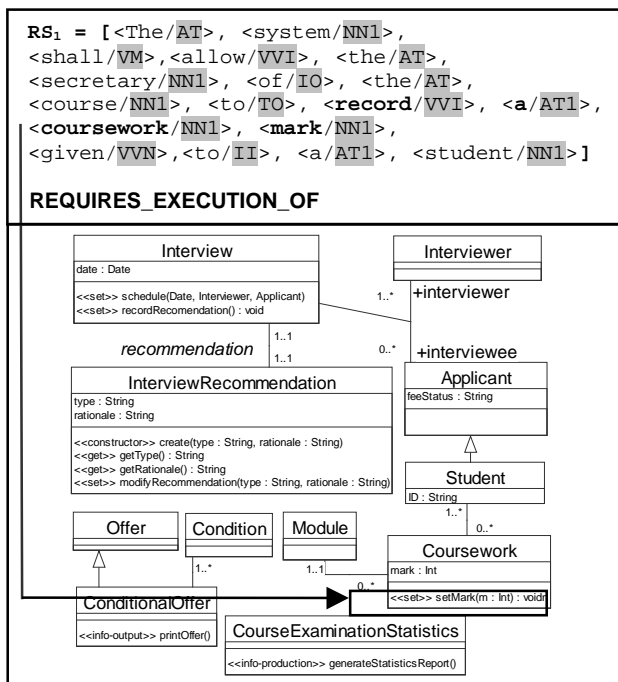 RS1 = [<The/AT>, <system/NN1>,
<shall/VM>,<allow/VVI>, <the/AT>,
<secretary/NN1>, <of/IO>, <the/AT>,
<course/NN1>, <to/TO>, <record/VVI>, <a/AT1>,
<coursework/NN1>, <mark/NN1>,
<given/VVN>,<to/II>, <a/AT1>, <student/NN1>]
REQUIRES_EXECUTION_OF
Interview
date : Date
<<set>> schedule(Date, Interviewer, Applicant)
<<set>> recordRecomendation() : void
Interviewer
1..*
+interviewer
recommendation
1..1
1..1
0..*
+interviewee
InterviewRecommendation
type : String
rationale : String
<<constructor>> create(type : String, rationale : String)
<<get>> getType() : String
<<get>> getRationale() : String
<<set>> modifyRecommendation(type : String, rationale : String)
Applicant
feeStatus : String
Student
ID : String
1..*
0..*
Offer
Condition
Module
1..*
1..1
0..*
Coursework
mark : Int
<<set>> setMark(m : Int) : void
ConditionalOffer
<<info-output>> printOffer()
CourseExaminationStatistics
<<info-production>> generateStatisticsReport()